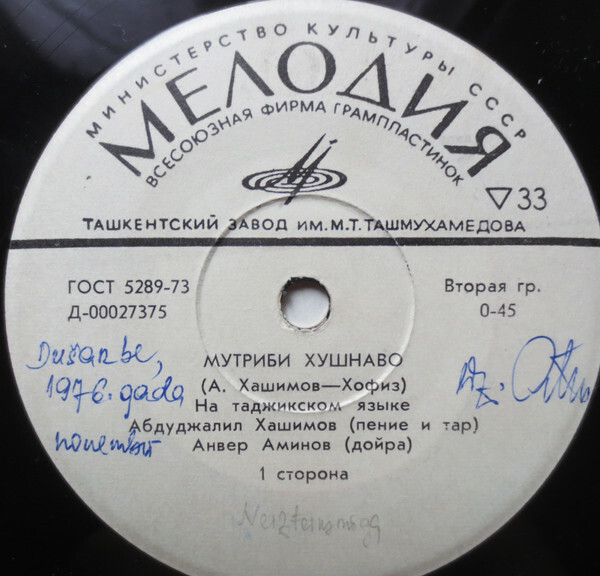 МИНИСТЕРСТВО КУЛЬТУРЫ СССР
МЕЛОДИЯ
ВСЕСОЮЗНАЯ ФИРМА ГРАМПЛАСТИНОК
▽33
ТАШКЕНТСКИЙ ЗАВОД ИМ. М. Т. ТАШМУХАМЕДОВА
ГОСТ 5289-73
Д-00027375
Вторая гр.
0-45
Dušanbe,
1976. gada
novembrī
МУТРИБИ ХУШНАВО
(А. Хашимов—Хофиз)
На таджикском языке
Абдуджалил Хашимов (пение и тар)
Анвер Аминов (дойра)
1 сторона